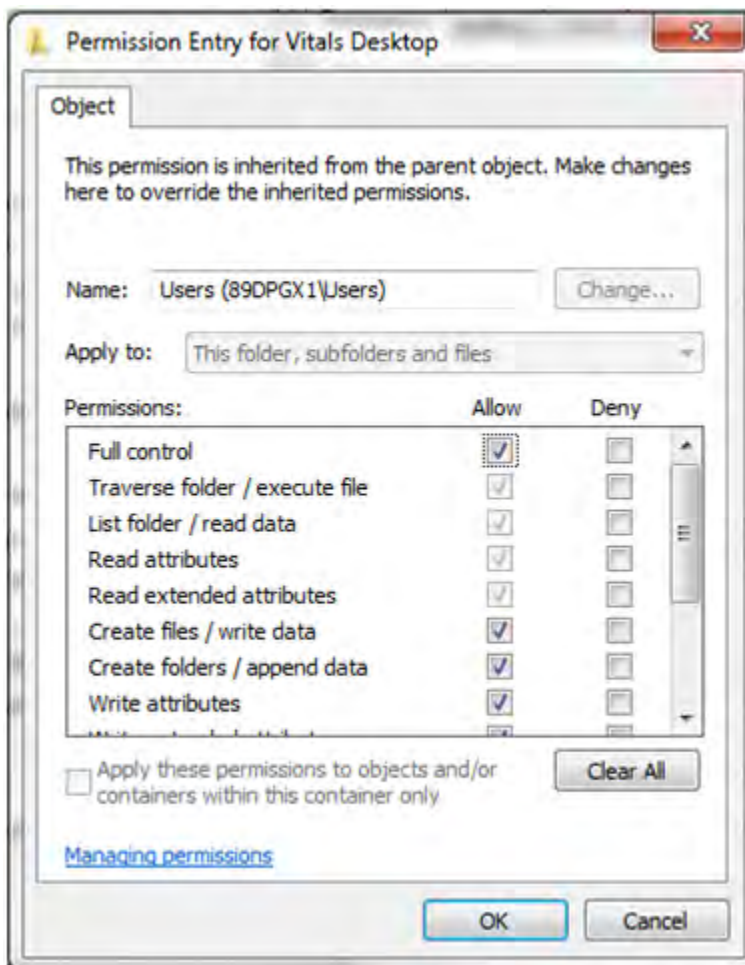 Permission Entry for Vitals Desktop
Object
This permission is inherited from the parent object. Make changes
here to override the inherited permissions.
Name: Users (89DPGX1\Users) Change...
Apply to: This folder, subfolders and files
Permissions: Allow Deny
Full control
Traverse folder / execute file
List folder / read data
Read attributes
Read extended attributes
Create files / write data
Create folders / append data
Write attributes
Apply these permissions to objects and/or
containers within this container only
Clear All
Managing permissions
OK Cancel